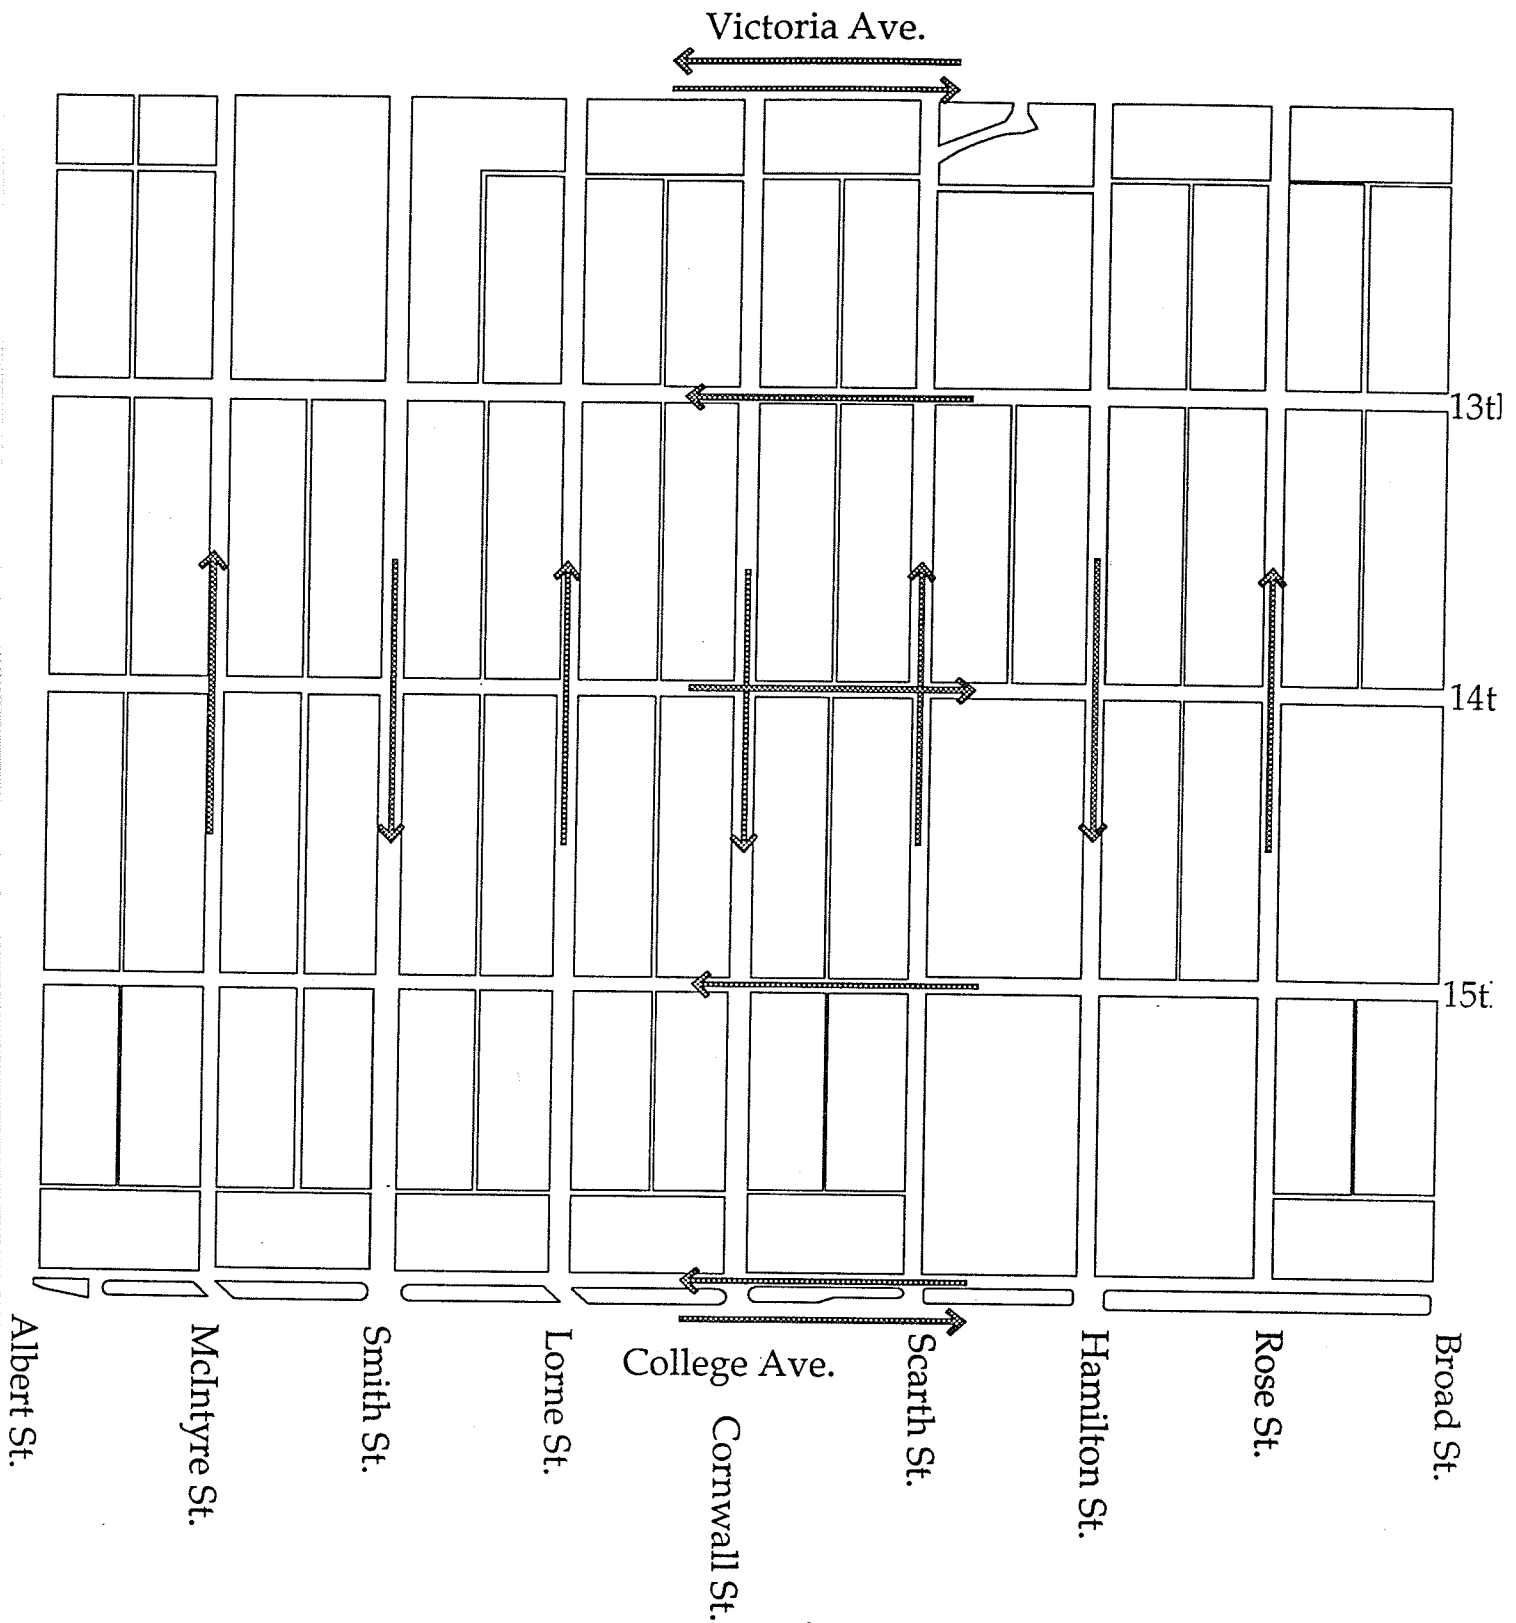 Victoria Ave.
13tl
14t
15t
Albert St.
McIntyre St.
Smith St.
Lorne St.
College Ave.
Cornwall St.
Scarth St.
Hamilton St.
Rose St.
Broad St.